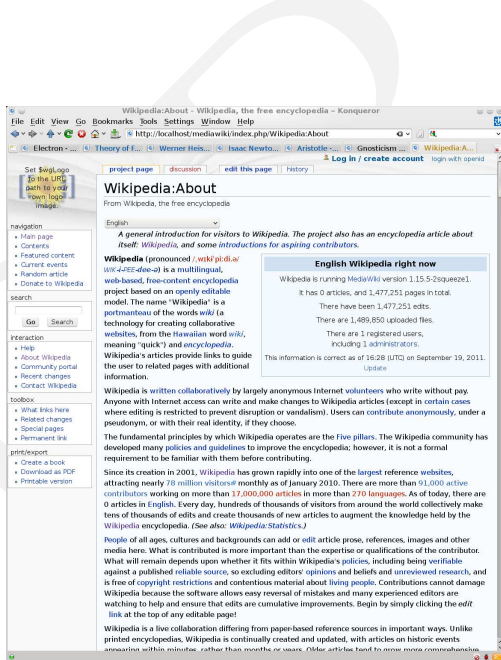 Wikipedia:About - Wikipedia, the free encyclopedia – Konqueror
File Edit View Go Bookmarks Tools Settings Window Help
http://localhost/mediawiki/index.php/Wikipedia:About
Electron - ... Theory of F... Werner Heis... Isaac Newto... Aristotle -... Gnosticism ... Wikipedia:A...
Log in / create account login with openid
Set $wgLogo
to the URL
path to your
own logo
image.
project page discussion edit this page history
Wikipedia:About
From Wikipedia, the free encyclopedia
English
A general introduction for visitors to Wikipedia. The project also has an encyclopedia article about
itself: Wikipedia, and some introductions for aspiring contributors.
navigation
Main page
Contents
Featured content
Current events
Random article
Donate to Wikipedia
search
Go Search
interaction
Help
About Wikipedia
Community portal
Recent changes
Contact Wikipedia
toolbox
What links here
Related changes
Special pages
Permanent link
print/export
Create a book
Download as PDF
Printable version
Wikipedia (pronounced /ˌwɪkɪˈpiːdi.ə/
WIK-i-PEE-dee-ə) is a multilingual,
web-based, free-content encyclopedia
project based on an openly editable
model. The name "Wikipedia" is a
portmanteau of the words wiki (a
technology for creating collaborative
websites, from the Hawaiian word wiki,
meaning "quick") and encyclopedia.
Wikipedia's articles provide links to guide
the user to related pages with additional
information.
English Wikipedia right now
Wikipedia is running MediaWiki version 1.15.5-2squeeze1.
It has 0 articles, and 1,477,251 pages in total.
There have been 1,477,251 edits.
There are 1,489,850 uploaded files.
There are 1 registered users,
including 1 administrators.
This information is correct as of 16:28 (UTC) on September 19, 2011.
Update
Wikipedia is written collaboratively by largely anonymous Internet volunteers who write without pay.
Anyone with Internet access can write and make changes to Wikipedia articles (except in certain cases
where editing is restricted to prevent disruption or vandalism). Users can contribute anonymously, under a
pseudonym, or with their real identity, if they choose.
The fundamental principles by which Wikipedia operates are the Five pillars. The Wikipedia community has
developed many policies and guidelines to improve the encyclopedia; however, it is not a formal
requirement to be familiar with them before contributing.
Since its creation in 2001, Wikipedia has grown rapidly into one of the largest reference websites,
attracting nearly 78 million visitors monthly as of January 2010. There are more than 91,000 active
contributors working on more than 17,000,000 articles in more than 270 languages. As of today, there are
0 articles in English. Every day, hundreds of thousands of visitors from around the world collectively make
tens of thousands of edits and create thousands of new articles to augment the knowledge held by the
Wikipedia encyclopedia. (See also: Wikipedia:Statistics.)
People of all ages, cultures and backgrounds can add or edit article prose, references, images and other
media here. What is contributed is more important than the expertise or qualifications of the contributor.
What will remain depends upon whether it fits within Wikipedia's policies, including being verifiable
against a published reliable source, so excluding editors' opinions and beliefs and unreviewed research, and
is free of copyright restrictions and contentious material about living people. Contributions cannot damage
Wikipedia because the software allows easy reversal of mistakes and many experienced editors are
watching to help and ensure that edits are cumulative improvements. Begin by simply clicking the edit
link at the top of any editable page!
Wikipedia is a live collaboration differing from paper-based reference sources in important ways. Unlike
printed encyclopedias, Wikipedia is continually created and updated, with articles on historic events
appearing within minutes, rather than months or years. Older articles tend to grow more comprehensive